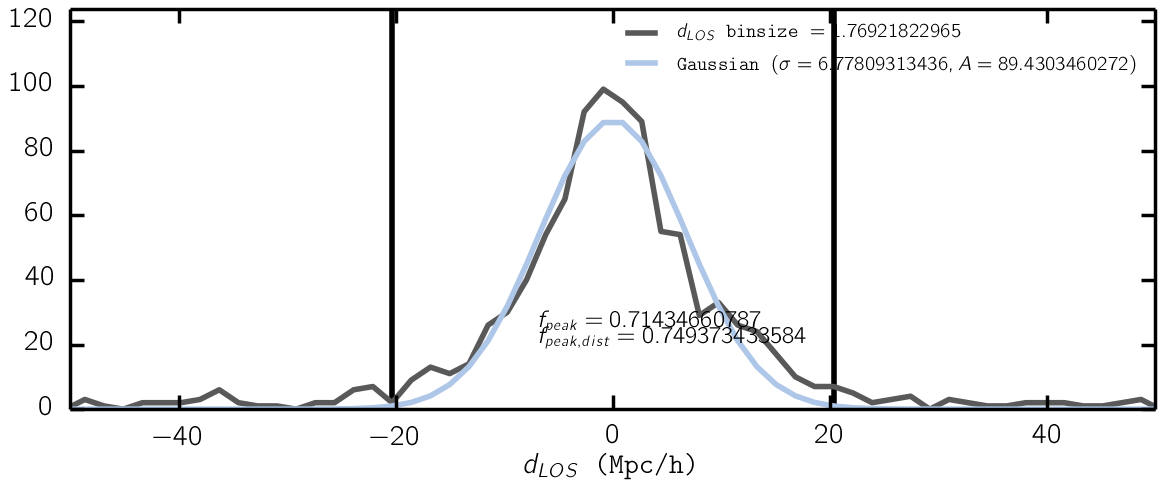 120
100
80
60
40
20
0
d_LOS binsize = 1.76921822965
Gaussian (σ = 6.77809313436, A = 89.4303460272)
f_peak = 0.71434660787
f_peak,dist = 0.749373433584
−40 −20 0 20 40
d_LOS (Mpc/h)